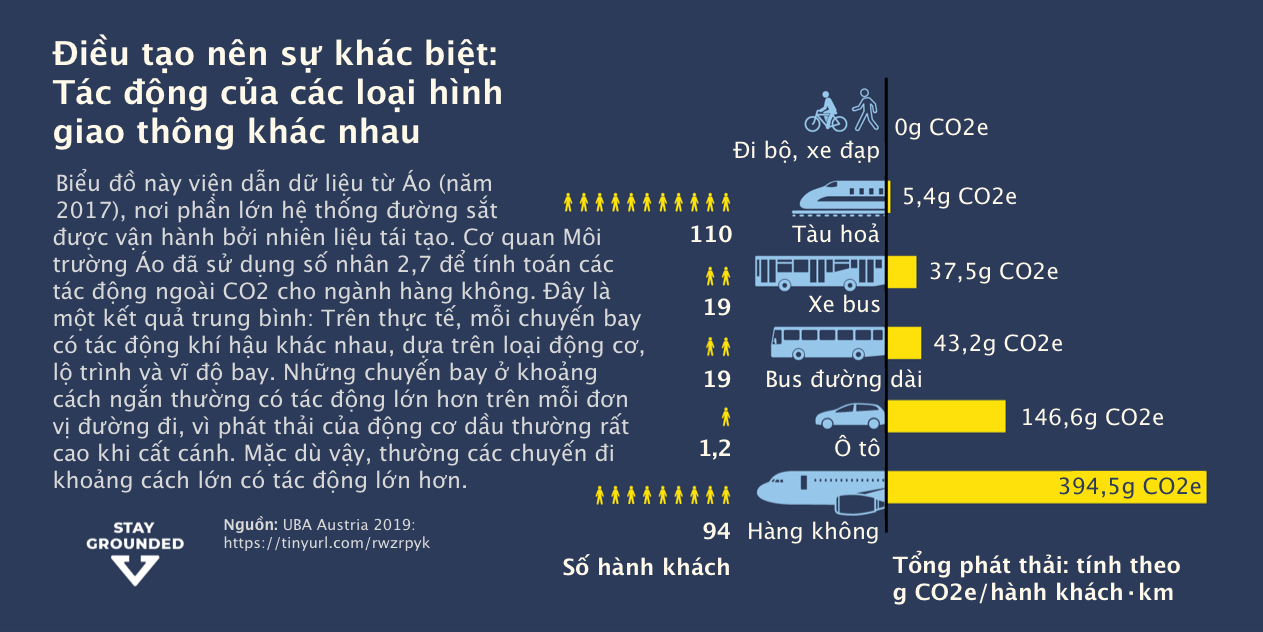 Điều tạo nên sự khác biệt:
Tác động của các loại hình
giao thông khác nhau
Biểu đồ này viện dẫn dữ liệu từ Áo (năm
2017), nơi phần lớn hệ thống đường sắt
được vận hành bởi nhiên liệu tái tạo. Cơ quan Môi
trường Áo đã sử dụng số nhân 2,7 để tính toán các
tác động ngoài CO2 cho ngành hàng không. Đây là
một kết quả trung bình: Trên thực tế, mỗi chuyến bay
có tác động khí hậu khác nhau, dựa trên loại động cơ,
lộ trình và vĩ độ bay. Những chuyến bay ở khoảng
cách ngắn thường có tác động lớn hơn trên mỗi đơn
vị đường đi, vì phát thải của động cơ dầu thường rất
cao khi cất cánh. Mặc dù vậy, thường các chuyến đi
khoảng cách lớn có tác động lớn hơn.
STAY
GROUNDED
Nguồn: UBA Austria 2019:
https://tinyurl.com/rwzrpyk
0g CO2e
Đi bộ, xe đạp
5,4g CO2e
110 Tàu hoả
37,5g CO2e
19 Xe bus
43,2g CO2e
19 Bus đường dài
146,6g CO2e
1,2 Ô tô
394,5g CO2e
94 Hàng không
Số hành khách
Tổng phát thải: tính theo
g CO2e/hành khách·km